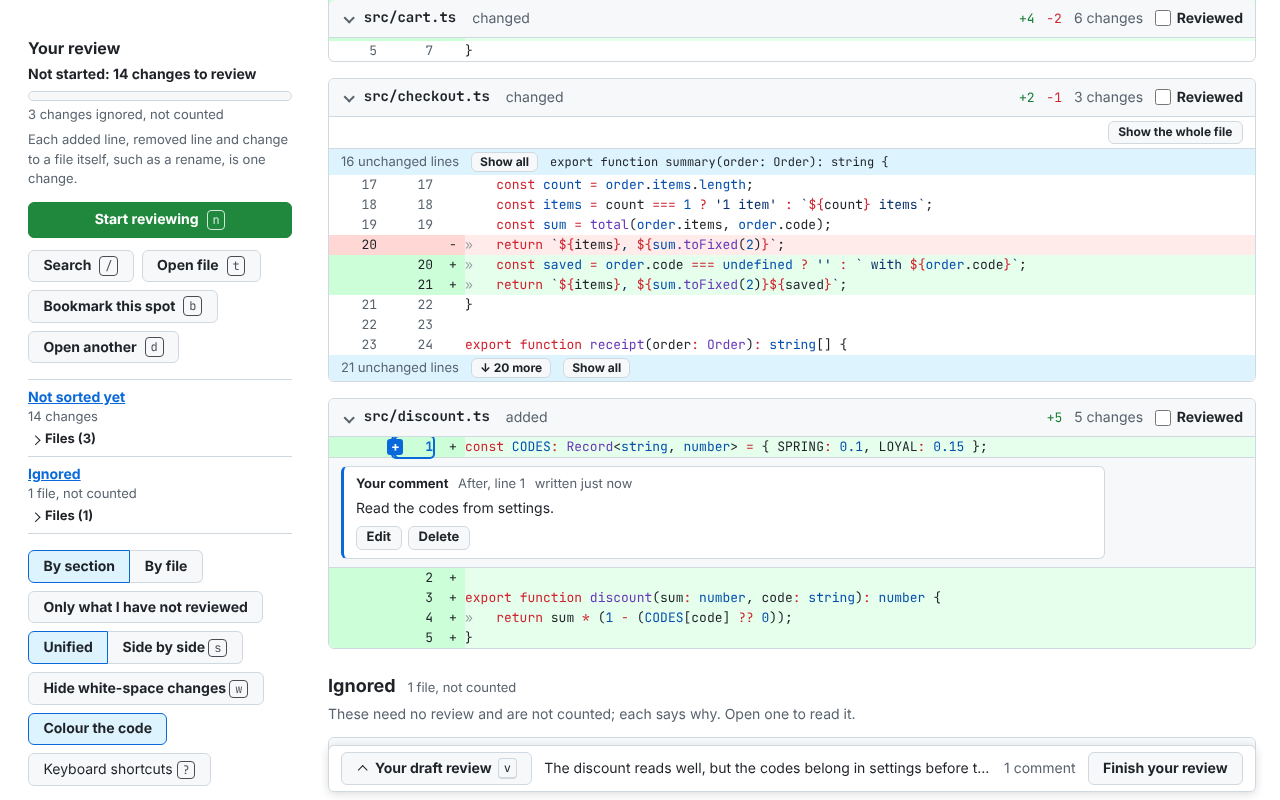 Your review
Not started: 14 changes to review
3 changes ignored, not counted
Each added line, removed line and change
to a file itself, such as a rename, is one
change.
Start reviewing n
Search / Open file t
Bookmark this spot b
Open another d
Not sorted yet
14 changes
Files (3)
Ignored
1 file, not counted
Files (1)
By section By file
Only what I have not reviewed
Unified Side by side s
Hide white-space changes w
Colour the code
Keyboard shortcuts ?
src/cart.ts changed +4 -2 6 changes Reviewed
5 7 }
src/checkout.ts changed +2 -1 3 changes Reviewed
Show the whole file
16 unchanged lines Show all export function summary(order: Order): string {
17 17 const count = order.items.length;
18 18 const items = count === 1 ? '1 item' : `${count} items`;
19 19 const sum = total(order.items, order.code);
20 - » return `${items}, ${sum.toFixed(2)}`;
20 + » const saved = order.code === undefined ? '' : ` with ${order.code}`;
21 + » return `${items}, ${sum.toFixed(2)}${saved}`;
21 22 }
22 23
23 24 export function receipt(order: Order): string[] {
21 unchanged lines ↓ 20 more Show all
src/discount.ts added +5 5 changes Reviewed
+ 1 + const CODES: Record<string, number> = { SPRING: 0.1, LOYAL: 0.15 };
Your comment After, line 1 written just now
Read the codes from settings.
Edit Delete
2 +
3 + export function discount(sum: number, code: string): number {
4 + » return sum * (1 - (CODES[code] ?? 0));
5 + }
Ignored 1 file, not counted
These need no review and are not counted; each says why. Open one to read it.
Your draft review v The discount reads well, but the codes belong in settings before t… 1 comment Finish your review